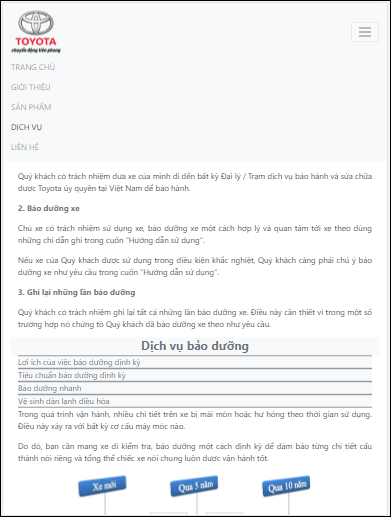 TOYOTA
chuyển động tiên phong
TRANG CHỦ
GIỚI THIỆU
SẢN PHẨM
DỊCH VỤ
LIÊN HỆ
Quý khách có trách nhiệm đưa xe của mình đi đến bất kỳ Đại lý / Trạm dịch vụ bảo hành và sửa chữa
được Toyota ủy quyền tại Việt Nam để bảo hành.
2. Bảo dưỡng xe
Chủ xe có trách nhiệm sử dụng xe, bảo dưỡng xe một cách hợp lý và quan tâm tới xe theo đúng
những chỉ dẫn ghi trong cuốn "Hướng dẫn sử dụng".
Nếu xe của Quý khách được sử dụng trong điều kiện khắc nghiệt, Quý khách càng phải chú ý bảo
dưỡng xe như yêu cầu trong cuốn "Hướng dẫn sử dụng".
3. Ghi lại những lần bảo dưỡng
Quý khách có trách nhiệm ghi lại tất cả những lần bảo dưỡng xe. Điều này cần thiết vì trong một số
trường hợp nó chứng tỏ Quý khách đã bảo dưỡng xe theo như yêu cầu.
Dịch vụ bảo dưỡng
Lợi ích của việc bảo dưỡng định kỳ
Tiêu chuẩn bảo dưỡng định kỳ
Bảo dưỡng nhanh
Vệ sinh dàn lạnh điều hòa
Trong quá trình vận hành, nhiều chi tiết trên xe bị mài mòn hoặc hư hỏng theo thời gian sử dụng.
Điều này xảy ra với bất kỳ cơ cấu máy móc nào.
Do đó, bạn cần mang xe đi kiểm tra, bảo dưỡng một cách định kỳ để đảm bảo từng chi tiết cấu
thành nói riêng và tổng thể chiếc xe nói chung luôn được vận hành tốt.
Xe mới
Qua 5 năm
Qua 10 năm